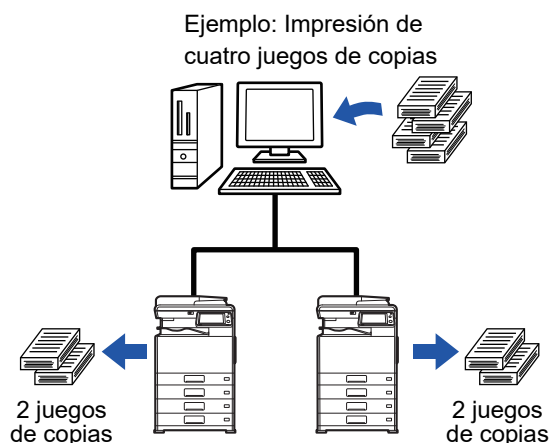 Ejemplo: Impresión de
cuatro juegos de copias
2 juegos
de copias
2 juegos
de copias